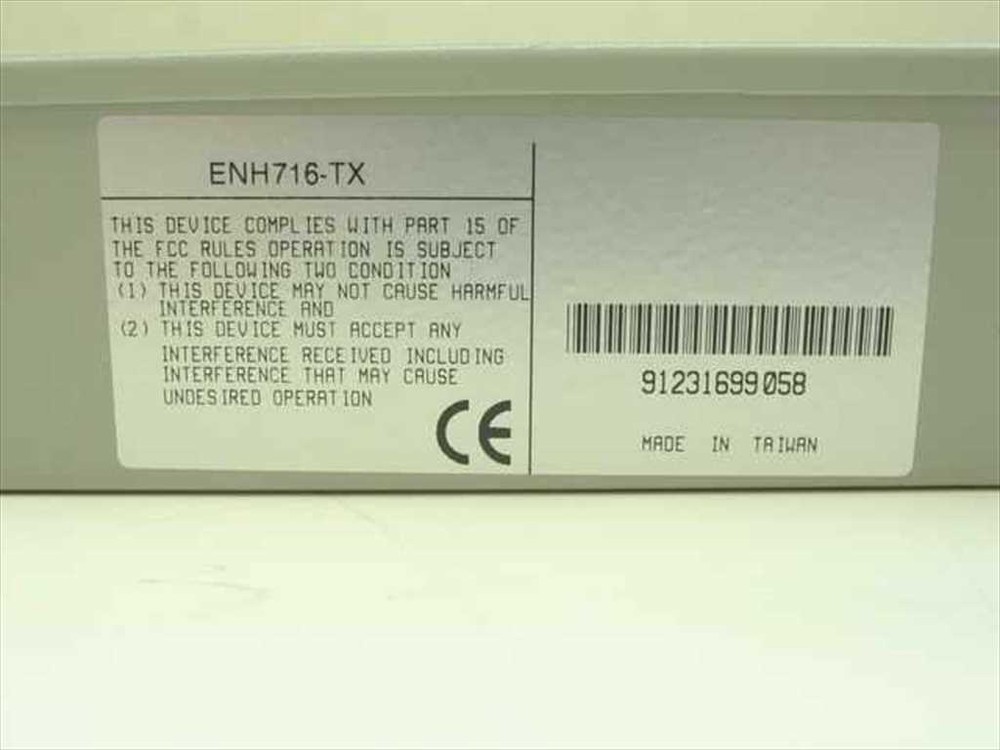 ENH716-TX
THIS DEVICE COMPLIES WITH PART 15 OF
THE FCC RULES OPERATION IS SUBJECT
TO THE FOLLOWING TWO CONDITION
(1) THIS DEVICE MAY NOT CAUSE HARMFUL
INTERFERENCE AND
(2) THIS DEVICE MUST ACCEPT ANY
INTERFERENCE RECEIVED INCLUDING
INTERFERENCE THAT MAY CAUSE
UNDESIRED OPERATION
CE
91231699058
MADE IN TAIWAN